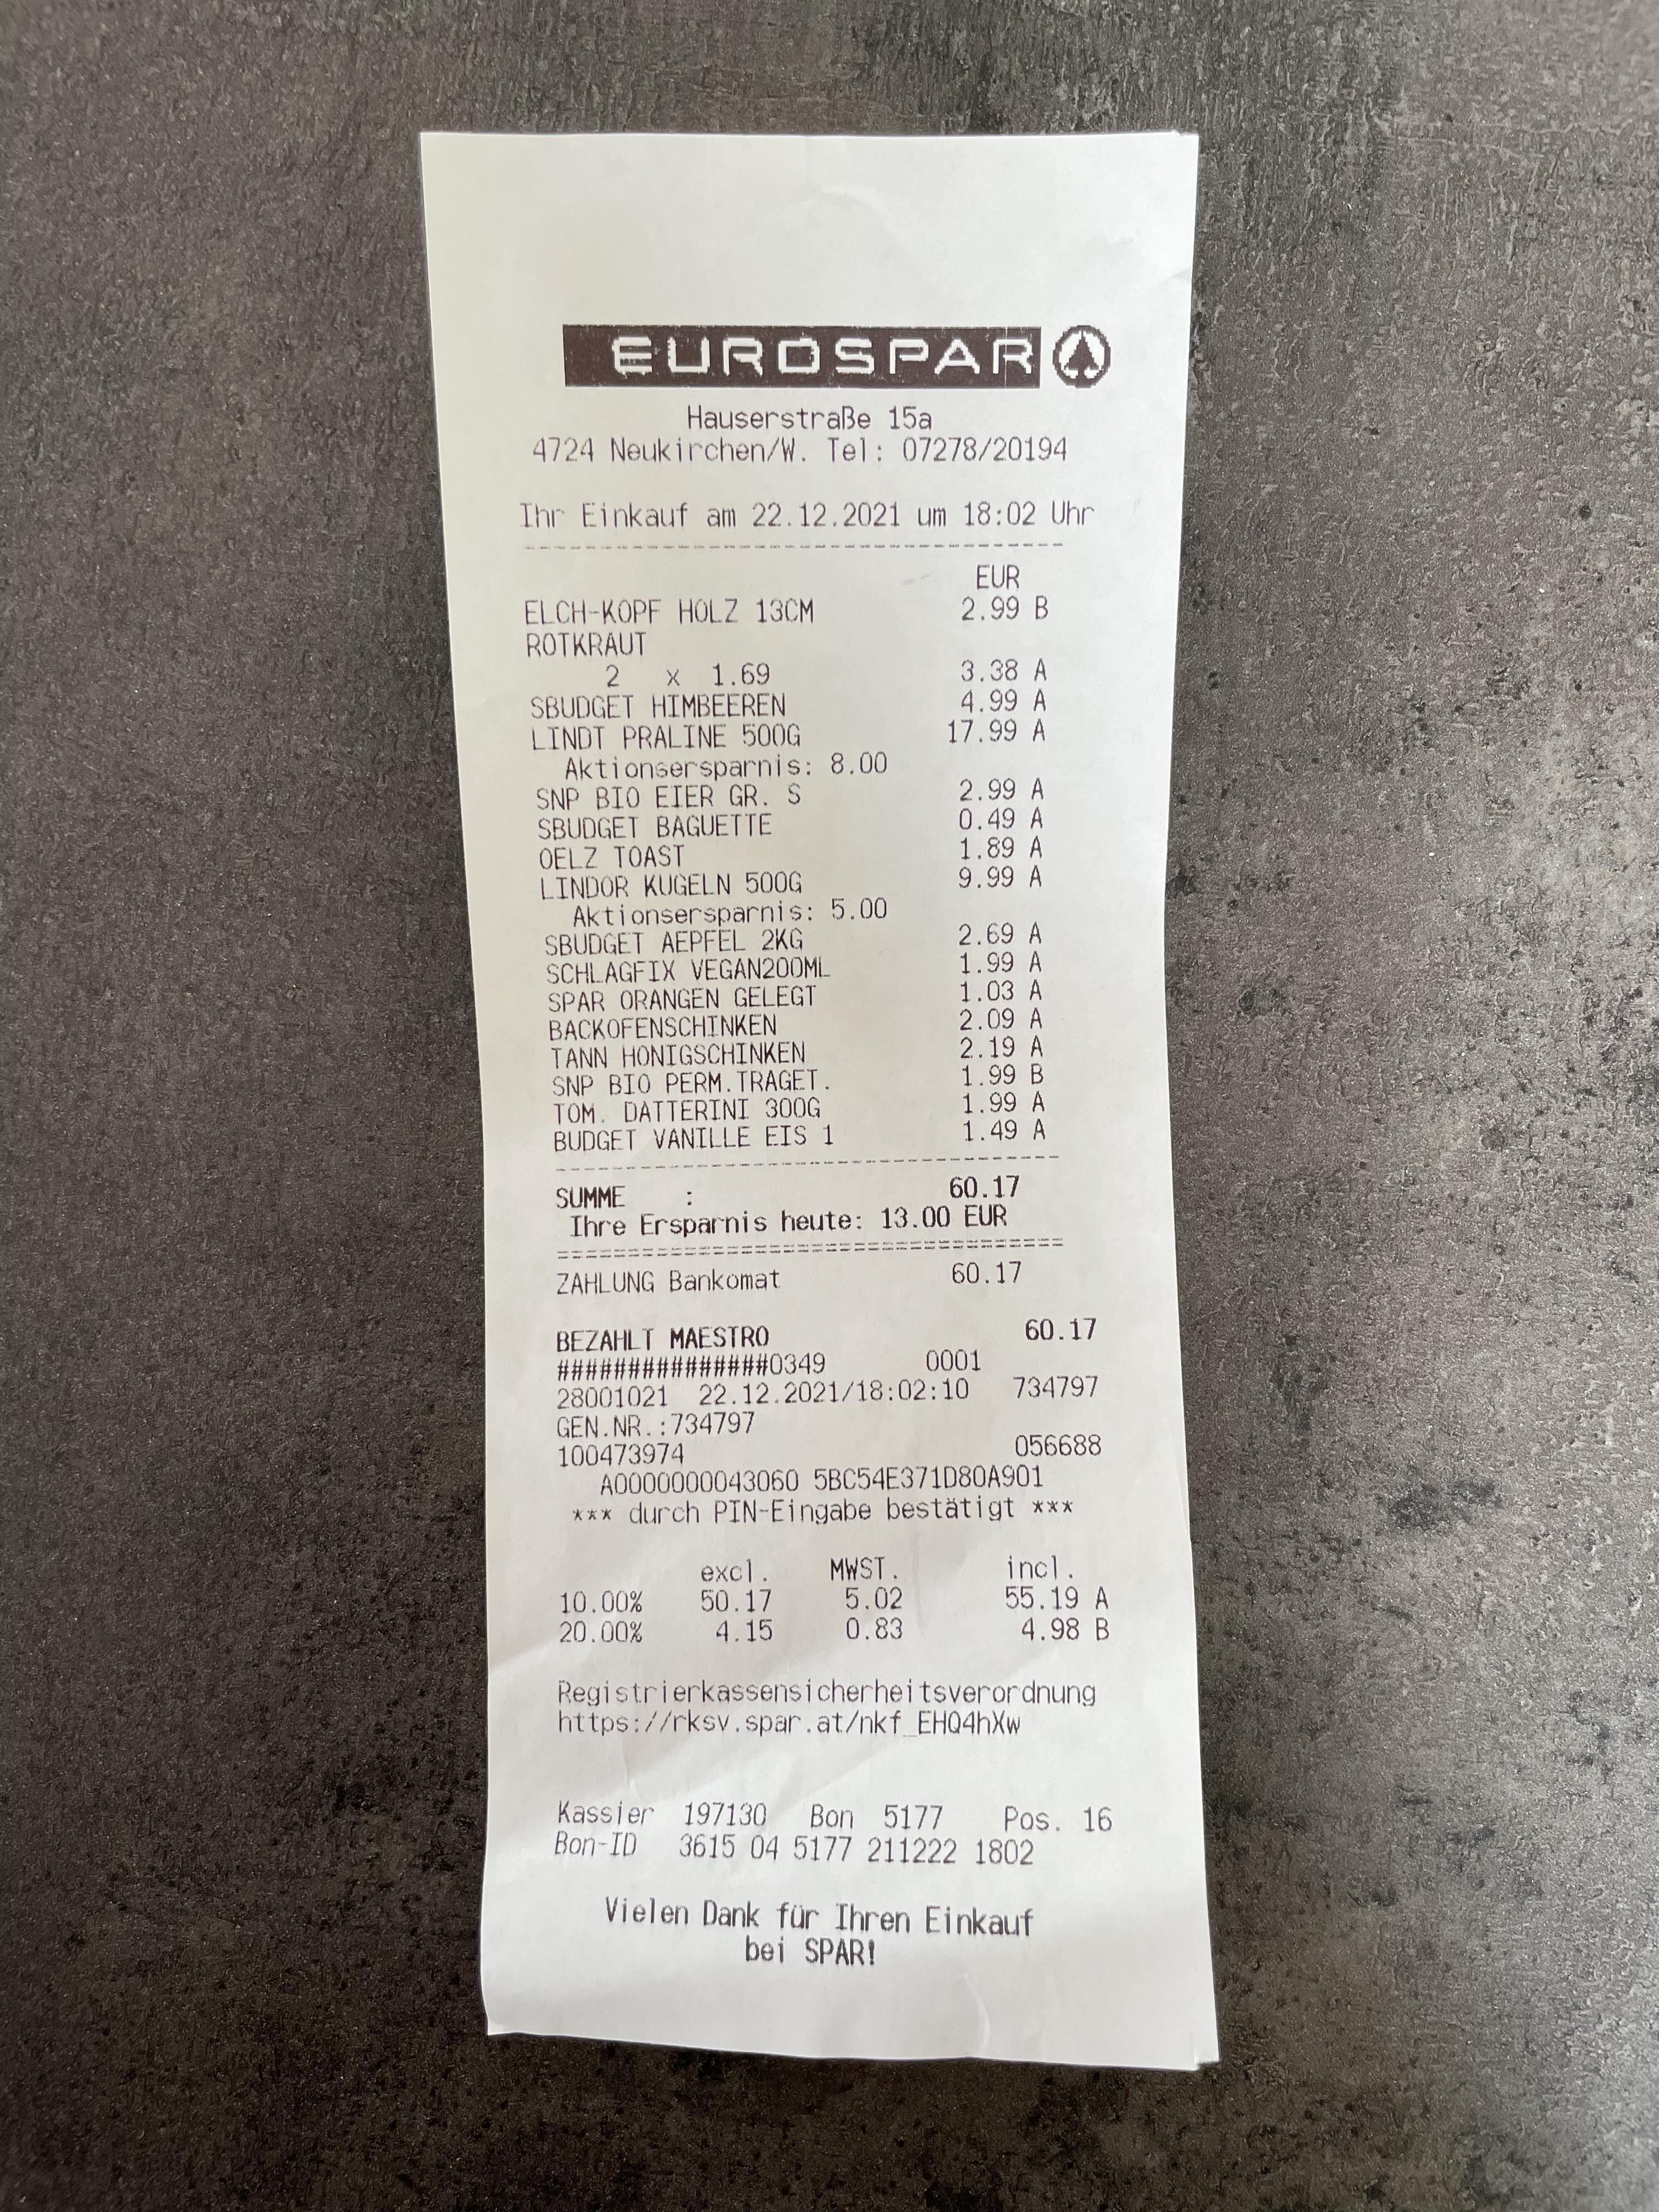 EUROSPAR
Hauserstraße 15a
4724 Neukirchen/W. Tel: 07278/20194
Ihr Einkauf am 22.12.2021 um 18:02 Uhr
EUR
ELCH-KOPF HOLZ 13CM 2.99 B
ROTKRAUT
2 x 1.69 3.38 A
SBUDGET HIMBEEREN 4.99 A
LINDT PRALINE 500G 17.99 A
Aktionsersparnis: 8.00
SNP BIO EIER GR. S 2.99 A
SBUDGET BAGUETTE 0.49 A
OELZ TOAST 1.89 A
LINDOR KUGELN 500G 9.99 A
Aktionsersparnis: 5.00
SBUDGET AEPFEL 2KG 2.69 A
SCHLAGFIX VEGAN200ML 1.99 A
SPAR ORANGEN GELEGT 1.03 A
BACKOFENSCHINKEN 2.09 A
TANN HONIGSCHINKEN 2.19 A
SNP BIO PERM.TRAGET. 1.99 B
TOM. DATTERINI 300G 1.99 A
BUDGET VANILLE EIS 1 1.49 A
SUMME : 60.17
Ihre Ersparnis heute: 13.00 EUR
ZAHLUNG Bankomat 60.17
BEZAHLT MAESTRO 60.17
###############0349 0001
28001021 22.12.2021/18:02:10 734797
GEN.NR.:734797
100473974 056688
A0000000043060 5BC54E371D80A901
*** durch PIN-Eingabe bestätigt ***
excl. MWST. incl.
10.00% 50.17 5.02 55.19 A
20.00% 4.15 0.83 4.98 B
Registrierkassensicherheitsverordnung
https://rksv.spar.at/nkf_EHQ4hXw
Kassier 197130 Bon 5177 Pos. 16
Bon-ID 3615 04 5177 211222 1802
Vielen Dank für Ihren Einkauf
bei SPAR!